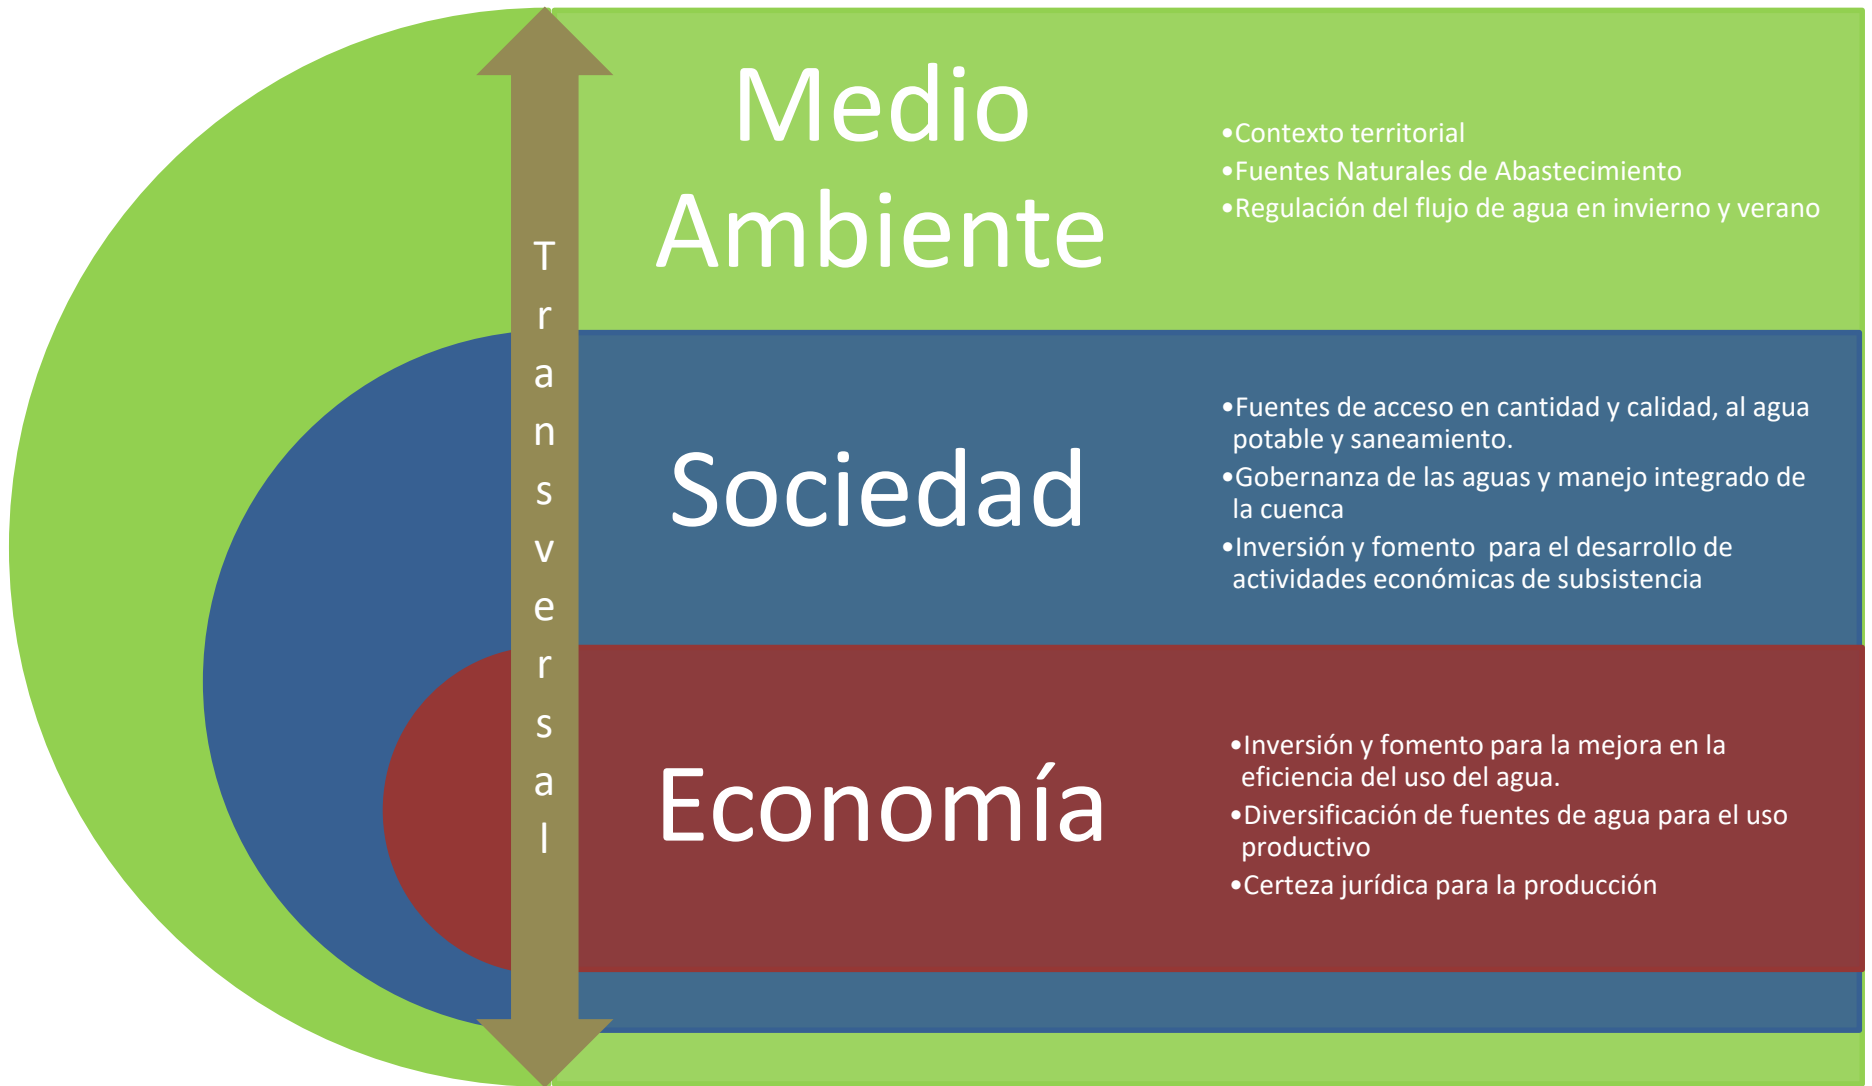 Transversal
Medio
Ambiente
•Contexto territorial
•Fuentes Naturales de Abastecimiento
•Regulación del flujo de agua en invierno y verano
Sociedad
•Fuentes de acceso en cantidad y calidad, al agua
potable y saneamiento.
•Gobernanza de las aguas y manejo integrado de
la cuenca
•Inversión y fomento  para el desarrollo de
actividades económicas de subsistencia
Economía
•Inversión y fomento para la mejora en la
eficiencia del uso del agua.
•Diversificación de fuentes de agua para el uso
productivo
•Certeza jurídica para la producción